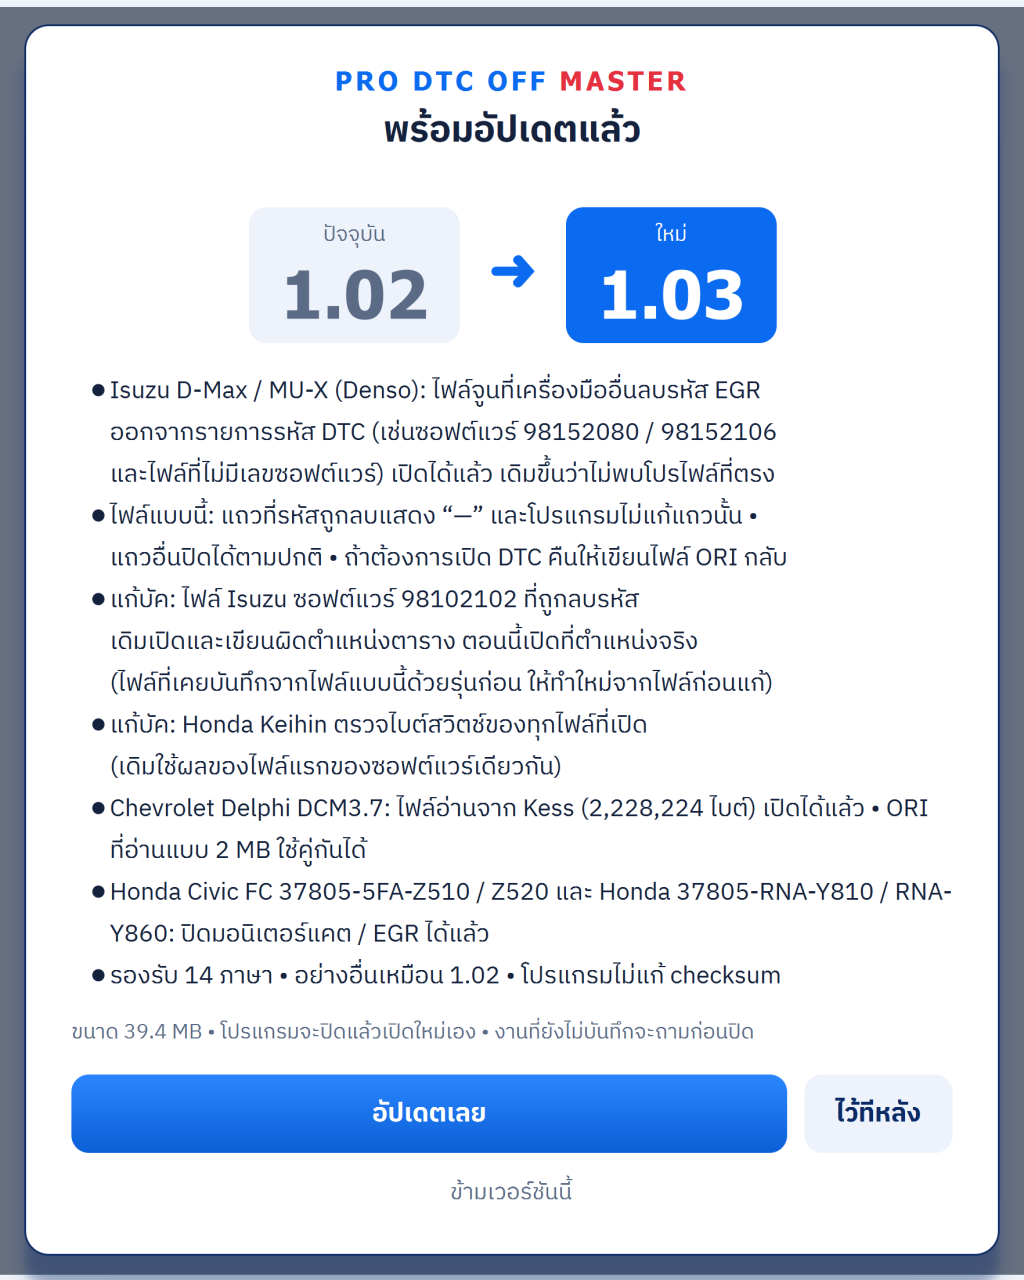 PRO DTC OFF MASTER
พร้อมอัปเดตแล้ว
ปัจจุบัน
1.02
➜
ใหม่
1.03
● Isuzu D-Max / MU-X (Denso): ไฟล์จูนที่เครื่องมืออื่นลบรหัส EGR
ออกจากรายการรหัส DTC (เช่นซอฟต์แวร์ 98152080 / 98152106
และไฟล์ที่ไม่มีเลขซอฟต์แวร์) เปิดได้แล้ว เดิมขึ้นว่าไม่พบโปรไฟล์ที่ตรง
● ไฟล์แบบนี้: แถวที่รหัสถูกลบแสดง “—” และโปรแกรมไม่แก้แถวนั้น •
แถวอื่นปิดได้ตามปกติ • ถ้าต้องการเปิด DTC คืนให้เขียนไฟล์ ORI กลับ
● แก้บัค: ไฟล์ Isuzu ซอฟต์แวร์ 98102102 ที่ถูกลบรหัส
เดิมเปิดและเขียนผิดตำแหน่งตาราง ตอนนี้เปิดที่ตำแหน่งจริง
(ไฟล์ที่เคยบันทึกจากไฟล์แบบนี้ด้วยรุ่นก่อน ให้ทำใหม่จากไฟล์ก่อนแก้)
● แก้บัค: Honda Keihin ตรวจไบต์สวิตช์ของทุกไฟล์ที่เปิด
(เดิมใช้ผลของไฟล์แรกของซอฟต์แวร์เดียวกัน)
● Chevrolet Delphi DCM3.7: ไฟล์อ่านจาก Kess (2,228,224 ไบต์) เปิดได้แล้ว • ORI
ที่อ่านแบบ 2 MB ใช้คู่กันได้
● Honda Civic FC 37805-5FA-Z510 / Z520 และ Honda 37805-RNA-Y810 / RNA-
Y860: ปิดมอนิเตอร์แคต / EGR ได้แล้ว
● รองรับ 14 ภาษา • อย่างอื่นเหมือน 1.02 • โปรแกรมไม่แก้ checksum
ขนาด 39.4 MB • โปรแกรมจะปิดแล้วเปิดใหม่เอง • งานที่ยังไม่บันทึกจะถามก่อนปิด
อัปเดตเลย
ไว้ทีหลัง
ข้ามเวอร์ชันนี้